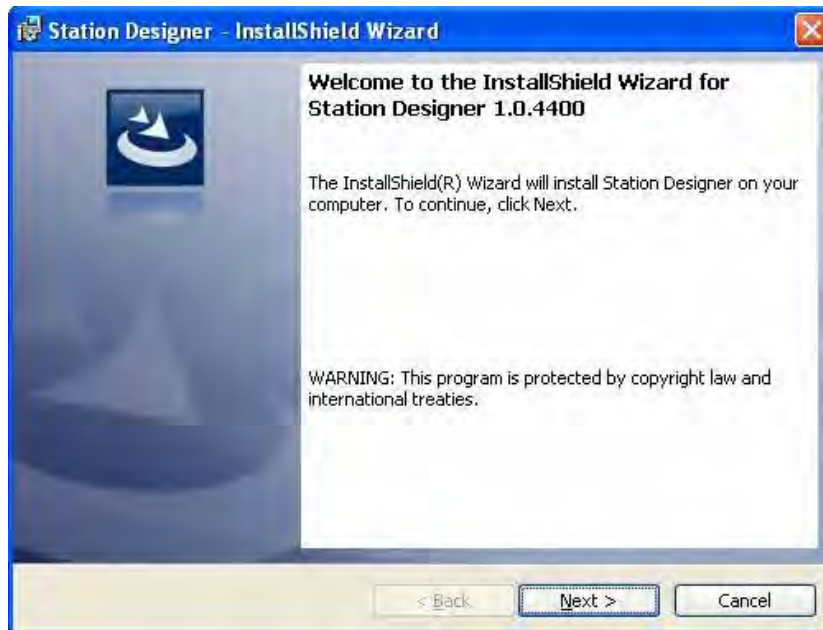 Station Designer - InstallShield Wizard
Welcome to the InstallShield Wizard for
Station Designer 1.0.4400
The InstallShield(R) Wizard will install Station Designer on your
computer. To continue, click Next.
WARNING: This program is protected by copyright law and
international treaties.
< Back
Next >
Cancel